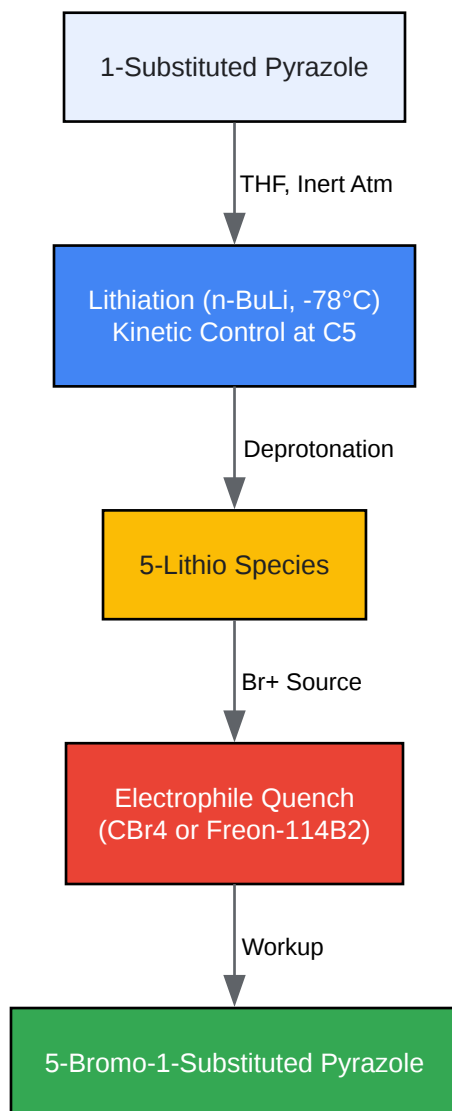 1-Substituted Pyrazole
THF, Inert Atm
Lithiation (n-BuLi, -78°C)
Kinetic Control at C5
Deprotonation
5-Lithio Species
Br+ Source
Electrophile Quench
(CBr4 or Freon-114B2)
Workup
5-Bromo-1-Substituted Pyrazole